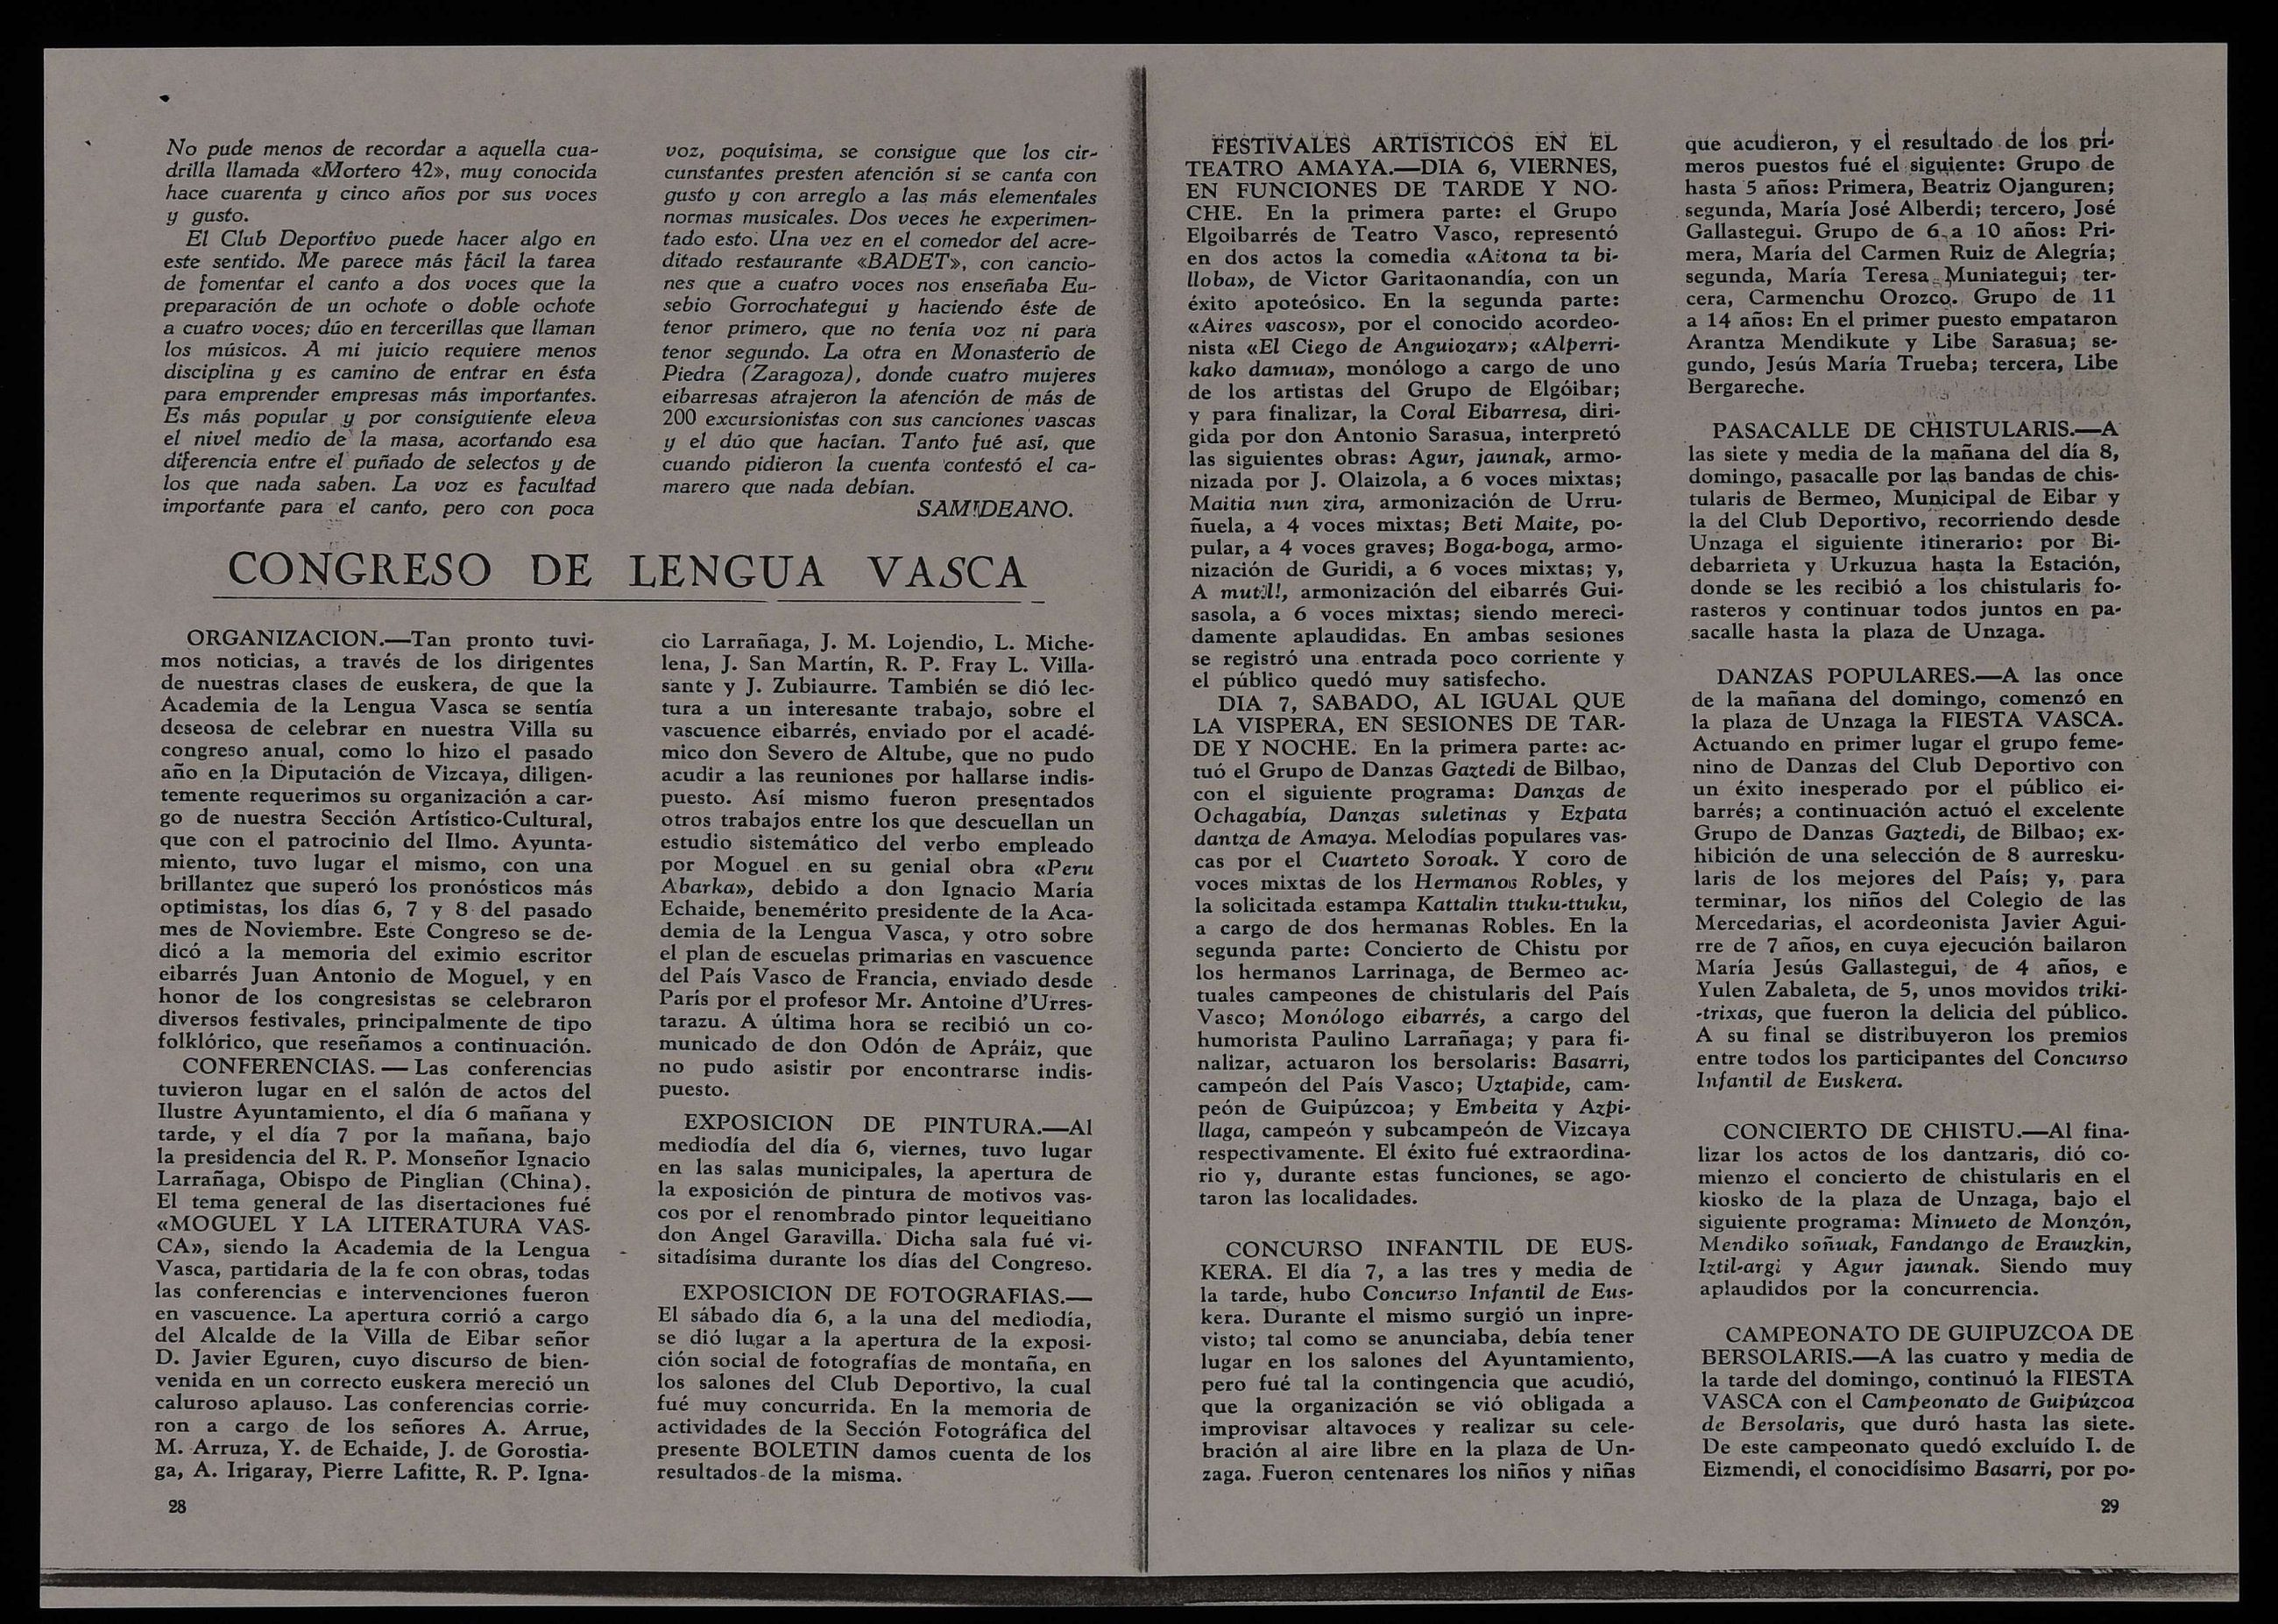 No pude menos de recordar a aquella cua-
drilla llamada «Mortero 42», muy conocida
hace cuarenta y cinco años por sus voces
y gusto.
El Club Deportivo puede hacer algo en
este sentido. Me parece más fácil la tarea
de fomentar el canto a dos voces que la
preparación de un ochote o doble ochote
a cuatro voces; dúo en tercerillas que llaman
los músicos. A mi juicio requiere menos
disciplina y es camino de entrar en ésta
para emprender empresas más importantes.
Es más popular y por consiguiente eleva
el nivel medio de la masa, acortando esa
diferencia entre el puñado de selectos y de
los que nada saben. La voz es facultad
importante para el canto, pero con poca
voz, poquísima, se consigue que los cir-
cunstantes presten atención si se canta con
gusto y con arreglo a las más elementales
normas musicales. Dos veces he experimen-
tado esto. Una vez en el comedor del acre-
ditado restaurante «BADET», con cancio-
nes que a cuatro voces nos enseñaba Eu-
sebio Gorrochategui y haciendo éste de
tenor primero, que no tenía voz ni para
tenor segundo. La otra en Monasterio de
Piedra (Zaragoza), donde cuatro mujeres
eibarresas atrajeron la atención de más de
200 excursionistas con sus canciones vascas
y el dúo que hacían. Tanto fué así, que
cuando pidieron la cuenta contestó el ca-
marero que nada debían.
SAMIDEANO.
CONGRESO DE LENGUA VASCA
ORGANIZACION.—Tan pronto tuvi-
mos noticias, a través de los dirigentes
de nuestras clases de euskera, de que la
Academia de la Lengua Vasca se sentía
deseosa de celebrar en nuestra Villa su
congreso anual, como lo hizo el pasado
año en la Diputación de Vizcaya, diligen-
temente requerimos su organización a car-
go de nuestra Sección Artístico-Cultural,
que con el patrocinio del Ilmo. Ayunta-
miento, tuvo lugar el mismo, con una
brillantez que superó los pronósticos más
optimistas, los días 6, 7 y 8 del pasado
mes de Noviembre. Este Congreso se de-
dicó a la memoria del eximio escritor
eibarrés Juan Antonio de Moguel, y en
honor de los congresistas se celebraron
diversos festivales, principalmente de tipo
folklórico, que reseñamos a continuación.
CONFERENCIAS. — Las conferencias
tuvieron lugar en el salón de actos del
Ilustre Ayuntamiento, el día 6 mañana y
tarde, y el día 7 por la mañana, bajo
la presidencia del R. P. Monseñor Ignacio
Larrañaga, Obispo de Pinglian (China).
El tema general de las disertaciones fué
«MOGUEL Y LA LITERATURA VAS-
CA», siendo la Academia de la Lengua
Vasca, partidaria de la fe con obras, todas
las conferencias e intervenciones fueron
en vascuence. La apertura corrió a cargo
del Alcalde de la Villa de Eibar señor
D. Javier Eguren, cuyo discurso de bien-
venida en un correcto euskera mereció un
caluroso aplauso. Las conferencias corrie-
ron a cargo de los señores A. Arrue,
M. Arruza, Y. de Echaide, J. de Gorostia-
ga, A. Irigaray, Pierre Lafitte, R. P. Igna-
28
cio Larrañaga, J. M. Lojendio, L. Miche-
lena, J. San Martín, R. P. Fray L. Villa-
sante y J. Zubiaurre. También se dió lec-
tura a un interesante trabajo, sobre el
vascuence eibarrés, enviado por el acadé-
mico don Severo de Altube, que no pudo
acudir a las reuniones por hallarse indis-
puesto. Así mismo fueron presentados
otros trabajos entre los que descuellan un
estudio sistemático del verbo empleado
por Moguel en su genial obra «Peru
Abarka», debido a don Ignacio María
Echaide, benemérito presidente de la Aca-
demia de la Lengua Vasca, y otro sobre
el plan de escuelas primarias en vascuence
del País Vasco de Francia, enviado desde
París por el profesor Mr. Antoine d'Urres-
tarazu. A última hora se recibió un co-
municado de don Odón de Apráiz, que
no pudo asistir por encontrarse indis-
puesto.
EXPOSICION DE PINTURA.—Al
mediodía del día 6, viernes, tuvo lugar
en las salas municipales, la apertura de
la exposición de pintura de motivos vas-
cos por el renombrado pintor lequeitiano
don Angel Garavilla. Dicha sala fué vi-
sitadísima durante los días del Congreso.
EXPOSICION DE FOTOGRAFIAS.—
El sábado día 6, a la una del mediodía,
se dió lugar a la apertura de la exposi-
ción social de fotografías de montaña, en
los salones del Club Deportivo, la cual
fué muy concurrida. En la memoria de
actividades de la Sección Fotográfica del
presente BOLETIN damos cuenta de los
resultados de la misma.
FESTIVALES ARTISTICOS EN EL
TEATRO AMAYA.—DIA 6, VIERNES,
EN FUNCIONES DE TARDE Y NO-
CHE. En la primera parte: el Grupo
Elgoibarrés de Teatro Vasco, representó
en dos actos la comedia «Aitona ta bi-
lloba», de Victor Garitaonandía, con un
éxito apoteósico. En la segunda parte:
«Aires vascos», por el conocido acordeo-
nista «El Ciego de Anguiozar»; «Alperri-
kako damua», monólogo a cargo de uno
de los artistas del Grupo de Elgóibar;
y para finalizar, la Coral Eibarresa, diri-
gida por don Antonio Sarasua, interpretó
las siguientes obras: Agur, jaunak, armo-
nizada por J. Olaizola, a 6 voces mixtas;
Maitia nun zira, armonización de Urru-
ñuela, a 4 voces mixtas; Beti Maite, po-
pular, a 4 voces graves; Boga-boga, armo-
nización de Guridi, a 6 voces mixtas; y,
A mutil!, armonización del eibarrés Gui-
sasola, a 6 voces mixtas; siendo mereci-
damente aplaudidas. En ambas sesiones
se registró una entrada poco corriente y
el público quedó muy satisfecho.
DIA 7, SABADO, AL IGUAL QUE
LA VISPERA, EN SESIONES DE TAR-
DE Y NOCHE. En la primera parte: ac-
tuó el Grupo de Danzas Gaztedi de Bilbao,
con el siguiente programa: Danzas de
Ochagabía, Danzas suletinas y Ezpata
dantza de Amaya. Melodías populares vas-
cas por el Cuarteto Soroak. Y coro de
voces mixtas de los Hermanos Robles, y
la solicitada estampa Kattalin ttuku-ttuku,
a cargo de dos hermanas Robles. En la
segunda parte: Concierto de Chistu por
los hermanos Larrinaga, de Bermeo ac-
tuales campeones de chistularis del País
Vasco; Monólogo eibarrés, a cargo del
humorista Paulino Larrañaga; y para fi-
nalizar, actuaron los bersolaris: Basarri,
campeón del País Vasco; Uztapide, cam-
peón de Guipúzcoa; y Embeita y Azpi-
llaga, campeón y subcampeón de Vizcaya
respectivamente. El éxito fué extraordina-
rio y, durante estas funciones, se ago-
taron las localidades.
CONCURSO INFANTIL DE EUS-
KERA. El día 7, a las tres y media de
la tarde, hubo Concurso Infantil de Eus-
kera. Durante el mismo surgió un inpre-
visto; tal como se anunciaba, debía tener
lugar en los salones del Ayuntamiento,
pero fué tal la contingencia que acudió,
que la organización se vió obligada a
improvisar altavoces y realizar su cele-
bración al aire libre en la plaza de Un-
zaga. Fueron centenares los niños y niñas
que acudieron, y el resultado de los pri-
meros puestos fué el siguiente: Grupo de
hasta 5 años: Primera, Beatriz Ojanguren;
segunda, María José Alberdi; tercero, José
Gallastegui. Grupo de 6 a 10 años: Pri-
mera, María del Carmen Ruiz de Alegría;
segunda, María Teresa Muniategui; ter-
cera, Carmenchu Orozco. Grupo de 11
a 14 años: En el primer puesto empataron
Arantza Mendikute y Libe Sarasua; se-
gundo, Jesús María Trueba; tercera, Libe
Bergareche.
PASACALLE DE CHISTULARIS.—A
las siete y media de la mañana del día 8,
domingo, pasacalle por las bandas de chis-
tularis de Bermeo, Municipal de Eibar y
la del Club Deportivo, recorriendo desde
Unzaga el siguiente itinerario: por Bi-
debarrieta y Urkuzua hasta la Estación,
donde se les recibió a los chistularis fo-
rasteros y continuar todos juntos en pa-
sacalle hasta la plaza de Unzaga.
DANZAS POPULARES.—A las once
de la mañana del domingo, comenzó en
la plaza de Unzaga la FIESTA VASCA.
Actuando en primer lugar el grupo feme-
nino de Danzas del Club Deportivo con
un éxito inesperado por el público ei-
barrés; a continuación actuó el excelente
Grupo de Danzas Gaztedi, de Bilbao; ex-
hibición de una selección de 8 aurresku-
laris de los mejores del País; y, para
terminar, los niños del Colegio de las
Mercedarias, el acordeonista Javier Agui-
rre de 7 años, en cuya ejecución bailaron
María Jesús Gallastegui, de 4 años, e
Yulen Zabaleta, de 5, unos movidos triki-
-trixas, que fueron la delicia del público.
A su final se distribuyeron los premios
entre todos los participantes del Concurso
Infantil de Euskera.
CONCIERTO DE CHISTU.—Al fina-
lizar los actos de los dantzaris, dió co-
mienzo el concierto de chistularis en el
kiosko de la plaza de Unzaga, bajo el
siguiente programa: Minueto de Monzón,
Mendiko soñuak, Fandango de Erauzkin,
Iztil-argi y Agur jaunak. Siendo muy
aplaudidos por la concurrencia.
CAMPEONATO DE GUIPUZCOA DE
BERSOLARIS.—A las cuatro y media de
la tarde del domingo, continuó la FIESTA
VASCA con el Campeonato de Guipúzcoa
de Bersolaris, que duró hasta las siete.
De este campeonato quedó excluído I. de
Eizmendi, el conocidísimo Basarri, por po-
29